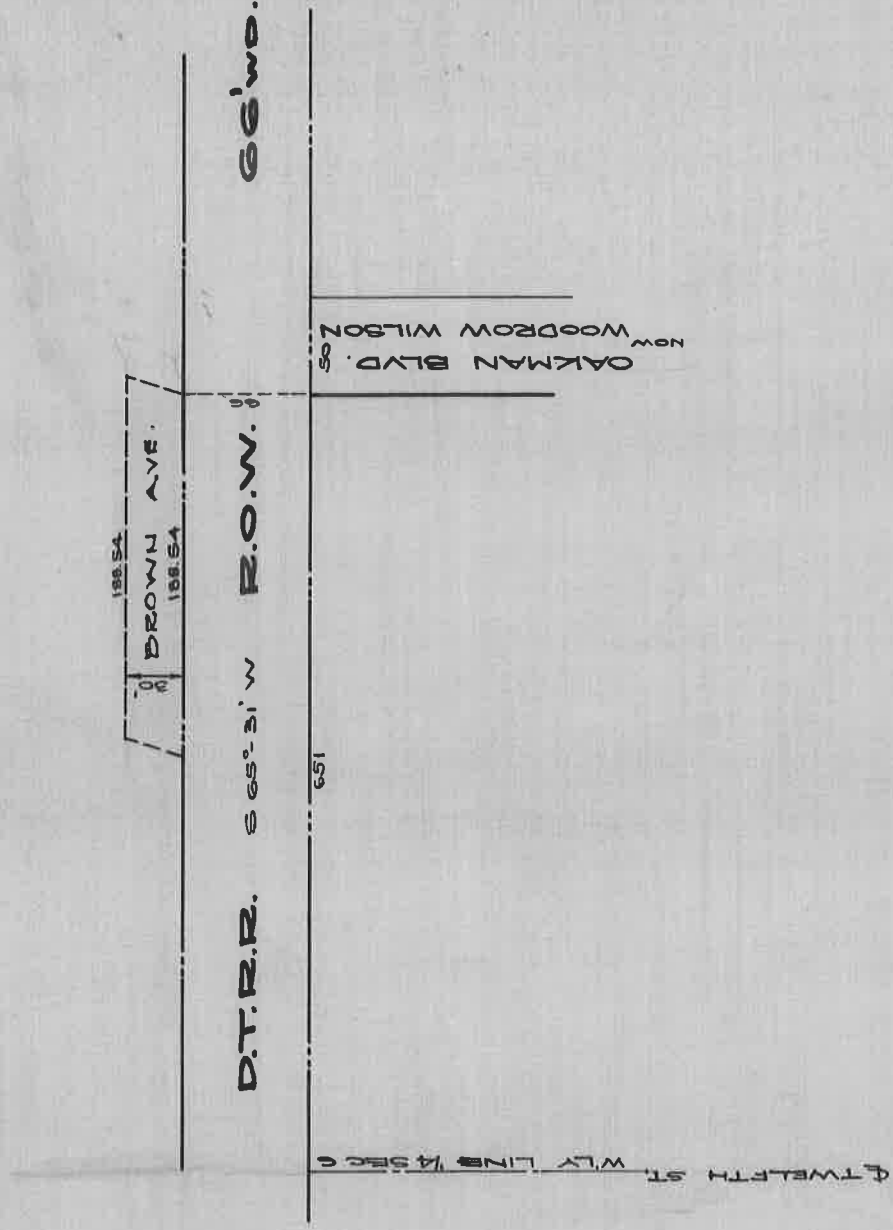 66'WD.
188.54
BROWN AVE.
188.54
30'
66
D.T.R.R. S 65°-31' W R.O.W.
651
50
OAKMAN BLVD.
NOW WOODROW WILSON
W'LY LINE 1/4 SEC 6
℄ TWELFTH ST.